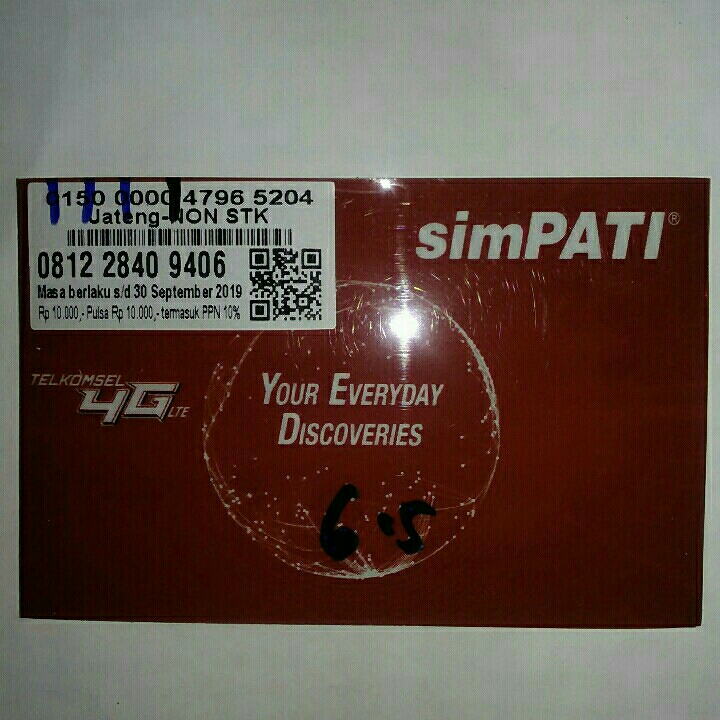 0150 0000 4796 5204
Jateng-NON STK
0812 2840 9406
Masa berlaku s/d 30 September 2019
Rp 10.000,- Pulsa Rp 10.000,- termasuk PPN 10%
simPATI®
TELKOMSEL
4G LTE
YOUR EVERYDAY
DISCOVERIES
6.5